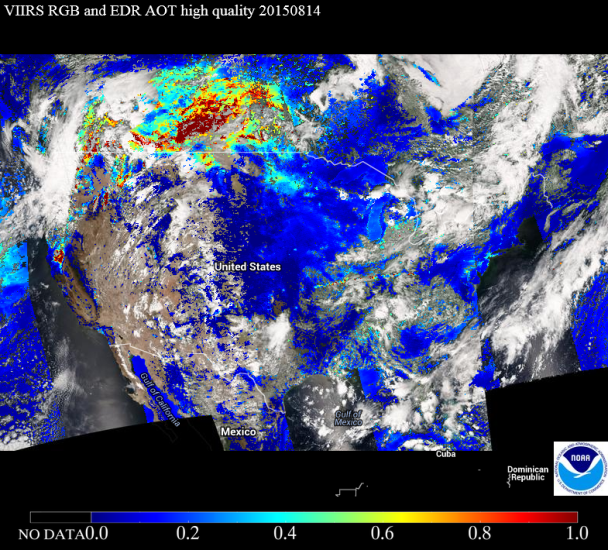 VIIRS RGB and EDR AOT high quality 20150814
United States
Gulf of California
Gulf of
Mexico
Mexico
Cuba
NOAA
Dominican
Republic
NO DATA 0.0 0.2 0.4 0.6 0.8 1.0